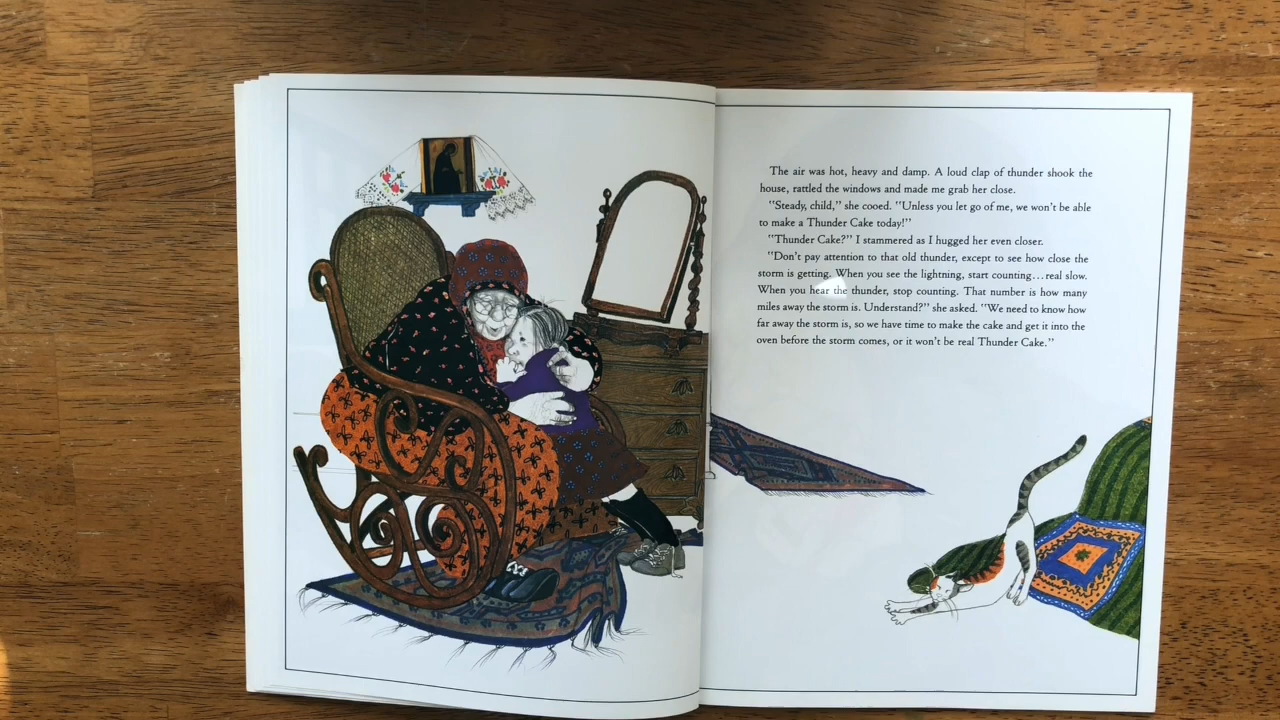 The air was hot, heavy and damp. A loud clap of thunder shook the
house, rattled the windows and made me grab her close.
"Steady, child," she cooed. "Unless you let go of me, we won't be able
to make a Thunder Cake today!"
"Thunder Cake?" I stammered as I hugged her even closer.
"Don't pay attention to that old thunder, except to see how close the
storm is getting. When you see the lightning, start counting...real slow.
When you hear the thunder, stop counting. That number is how many
miles away the storm is. Understand?" she asked. "We need to know how
far away the storm is, so we have time to make the cake and get it into the
oven before the storm comes, or it won't be real Thunder Cake."